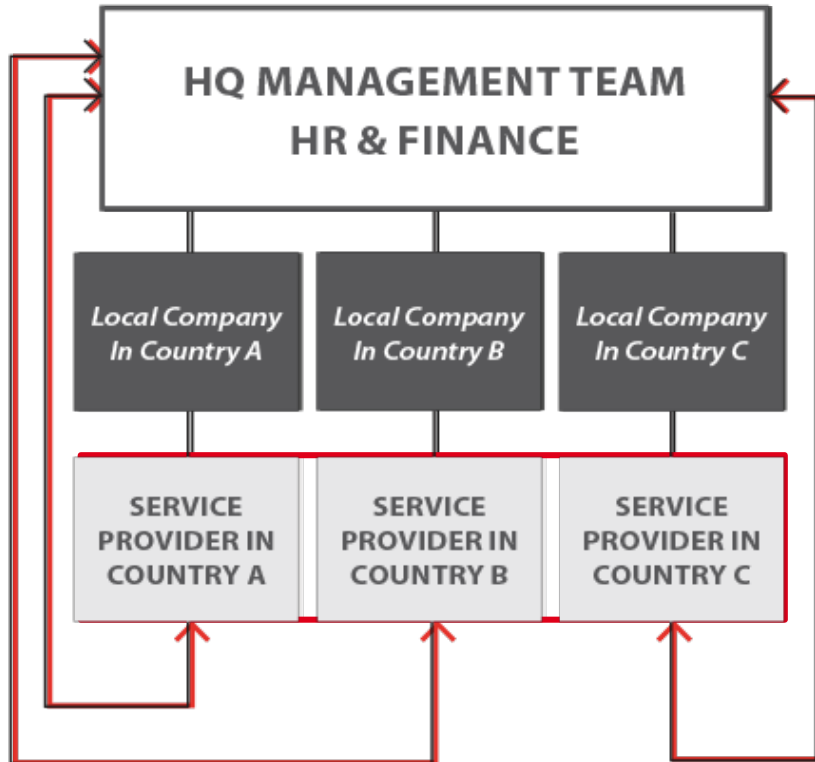 HQ MANAGEMENT TEAM
HR & FINANCE
Local Company
In Country A
Local Company
In Country B
Local Company
In Country C
SERVICE
PROVIDER IN
COUNTRY A
SERVICE
PROVIDER IN
COUNTRY B
SERVICE
PROVIDER IN
COUNTRY C